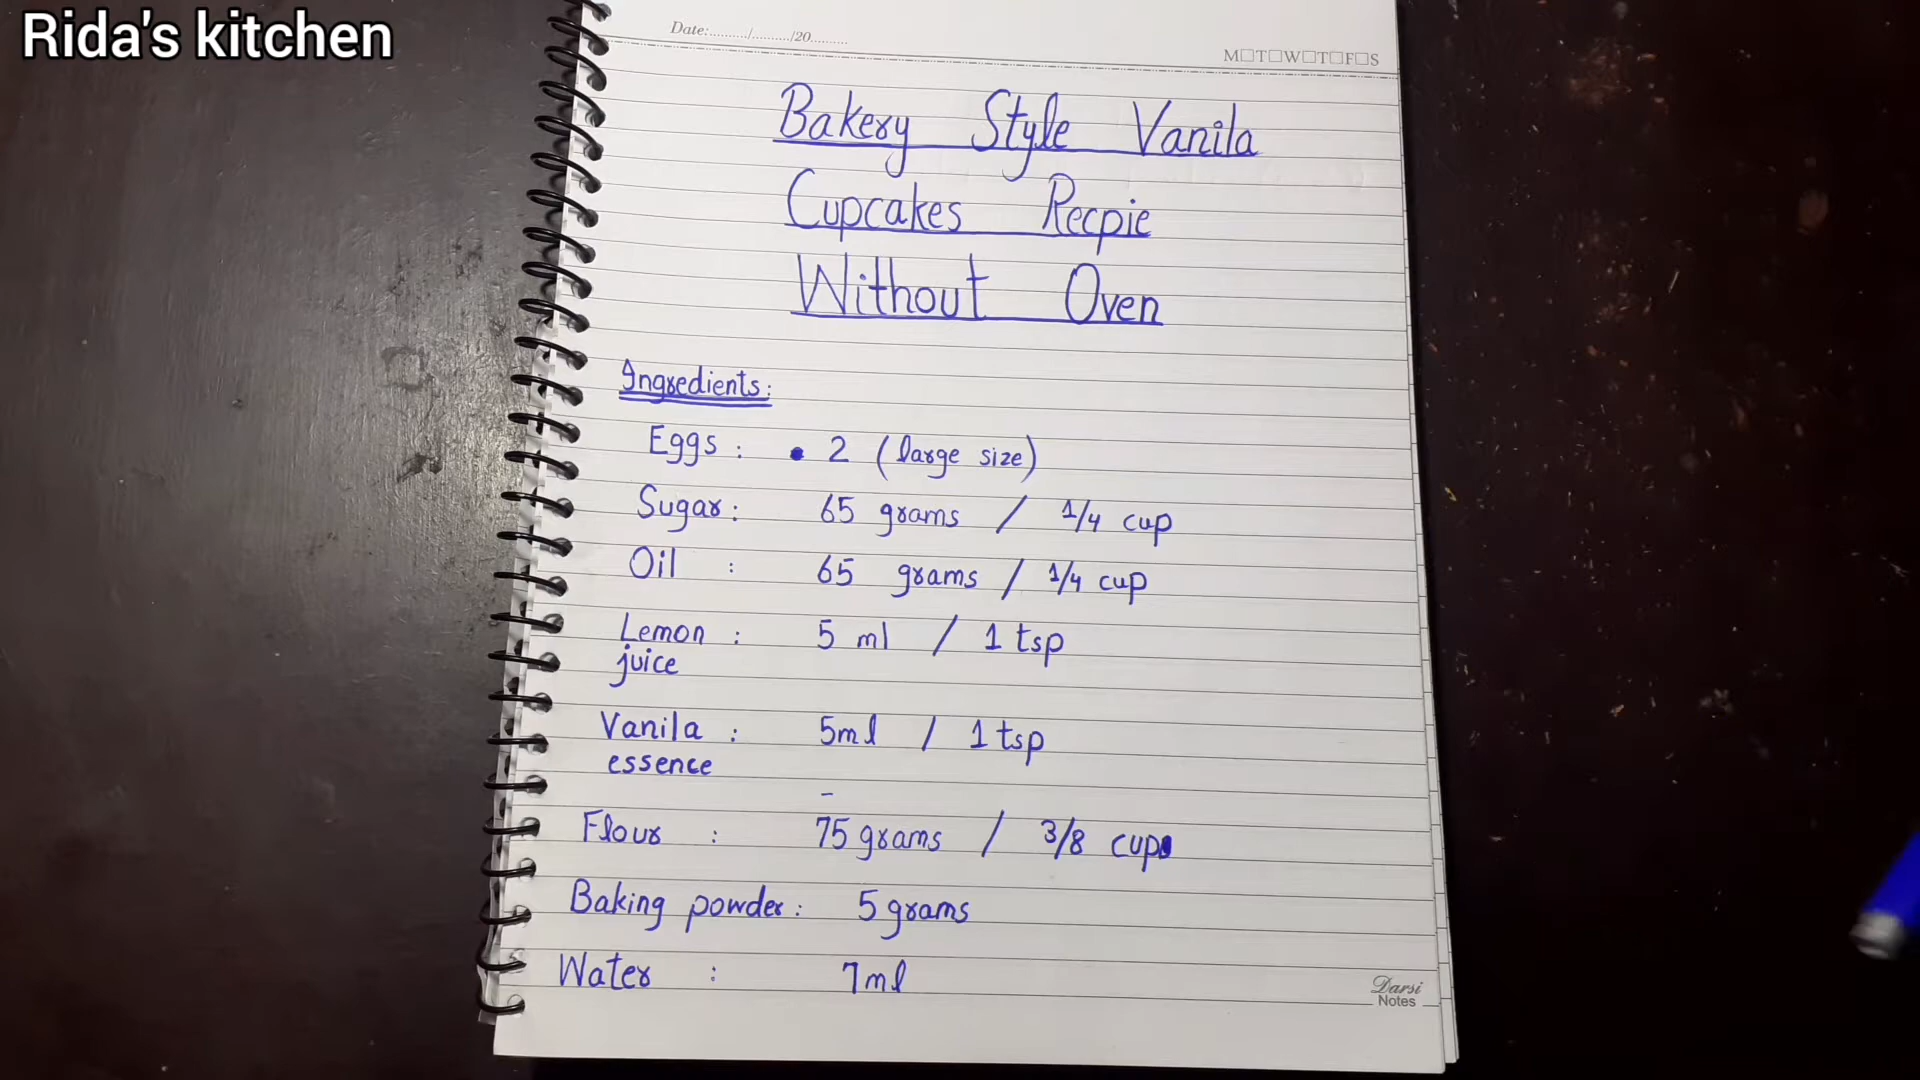 Rida's kitchen
Date:........../........../20..........
M□T□W□T□F□S
Bakery Style Vanila
Cupcakes Recpie
Without Oven
Ingredients:
Eggs : • 2 (large size)
Sugar : 65 grams / 1/4 cup
Oil : 65 grams / 1/4 cup
Lemon : 5 ml / 1 tsp
juice
Vanila : 5ml / 1 tsp
essence
Flour : 75 grams / 3/8 cup
Baking powder : 5 grams
Water : 7ml
Darsi
Notes